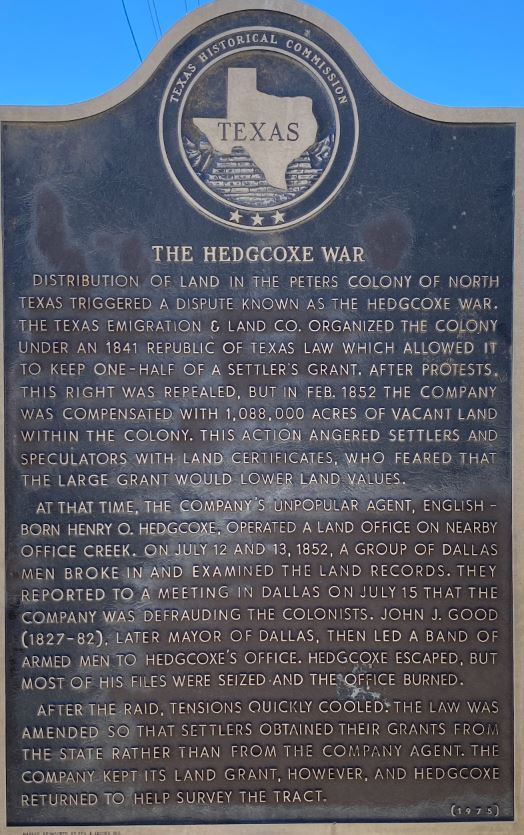 TEXAS HISTORICAL COMMISSION
TEXAS
THE HEDGCOXE WAR
DISTRIBUTION OF LAND IN THE PETERS COLONY OF NORTH
TEXAS TRIGGERED A DISPUTE KNOWN AS THE HEDGCOXE WAR.
THE TEXAS EMIGRATION & LAND CO. ORGANIZED THE COLONY
UNDER AN 1841 REPUBLIC OF TEXAS LAW WHICH ALLOWED IT
TO KEEP ONE-HALF OF A SETTLER'S GRANT. AFTER PROTESTS,
THIS RIGHT WAS REPEALED, BUT IN FEB. 1852 THE COMPANY
WAS COMPENSATED WITH 1,088,000 ACRES OF VACANT LAND
WITHIN THE COLONY. THIS ACTION ANGERED SETTLERS AND
SPECULATORS WITH LAND CERTIFICATES, WHO FEARED THAT
THE LARGE GRANT WOULD LOWER LAND VALUES.
AT THAT TIME, THE COMPANY'S UNPOPULAR AGENT, ENGLISH-
BORN HENRY O. HEDGCOXE, OPERATED A LAND OFFICE ON NEARBY
OFFICE CREEK. ON JULY 12 AND 13, 1852, A GROUP OF DALLAS
MEN BROKE IN AND EXAMINED THE LAND RECORDS. THEY
REPORTED TO A MEETING IN DALLAS ON JULY 15 THAT THE
COMPANY WAS DEFRAUDING THE COLONISTS. JOHN J. GOOD
(1827-82), LATER MAYOR OF DALLAS, THEN LED A BAND OF
ARMED MEN TO HEDGCOXE'S OFFICE. HEDGCOXE ESCAPED, BUT
MOST OF HIS FILES WERE SEIZED AND THE OFFICE BURNED.
AFTER THE RAID, TENSIONS QUICKLY COOLED. THE LAW WAS
AMENDED SO THAT SETTLERS OBTAINED THEIR GRANTS FROM
THE STATE RATHER THAN FROM THE COMPANY AGENT. THE
COMPANY KEPT ITS LAND GRANT, HOWEVER, AND HEDGCOXE
RETURNED TO HELP SURVEY THE TRACT.
(1975)